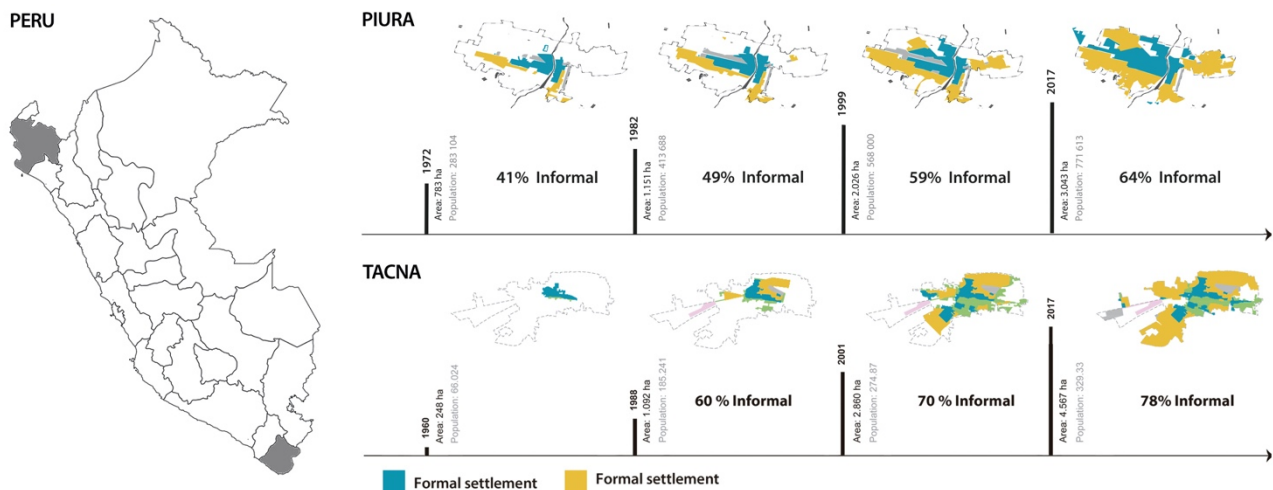 PERU
PIURA
1972
Area: 783 ha
Population: 283 104
41% Informal
1982
Area: 1.151 ha
Population: 413 688
49% Informal
1999
Area: 2.026 ha
Population: 568 000
59% Informal
2017
Area: 3.043 ha
Population: 771 613
64% Informal
TACNA
1960
Area: 248 ha
Population: 66.024
1988
Area: 1.092 ha
Population: 185.241
60 % Informal
2001
Area: 2.860 ha
Population: 274.87
70 % Informal
2017
Area: 4.567 ha
Population: 329.33
78% Informal
Formal settlement
Formal settlement